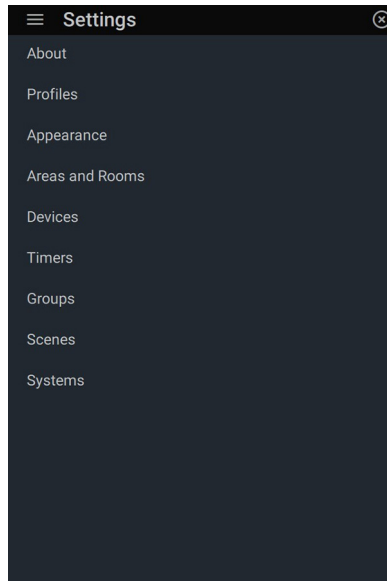 Settings
About
Profiles
Appearance
Areas and Rooms
Devices
Timers
Groups
Scenes
Systems